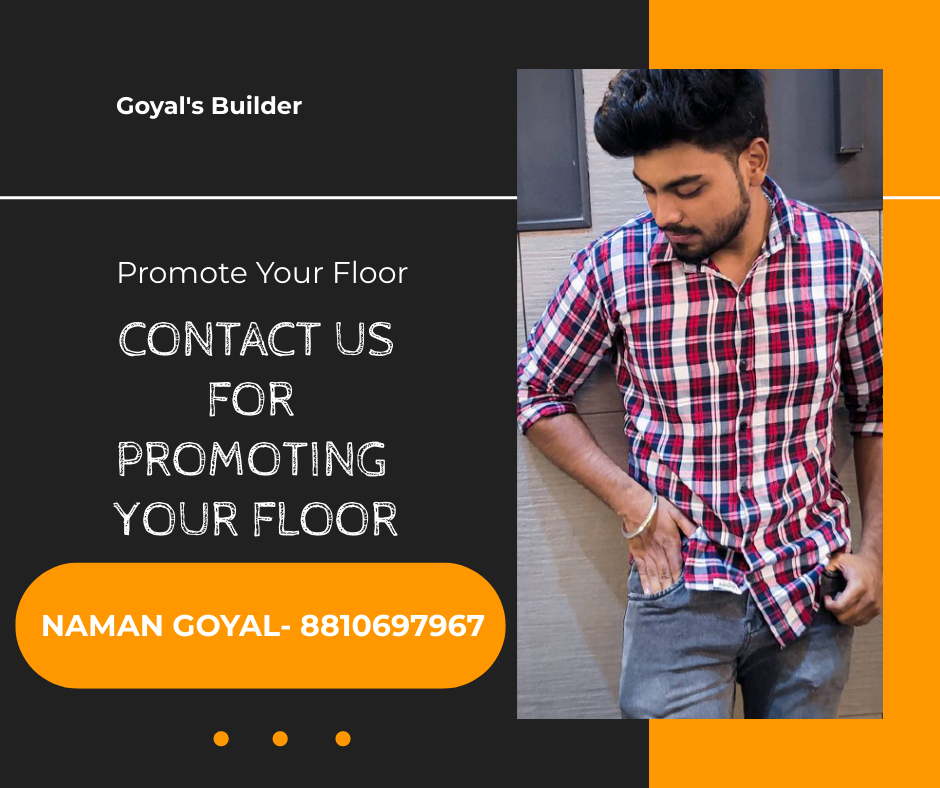 Goyal's Builder
Promote Your Floor
CONTACT US
FOR
PROMOTING
YOUR FLOOR
NAMAN GOYAL- 8810697967